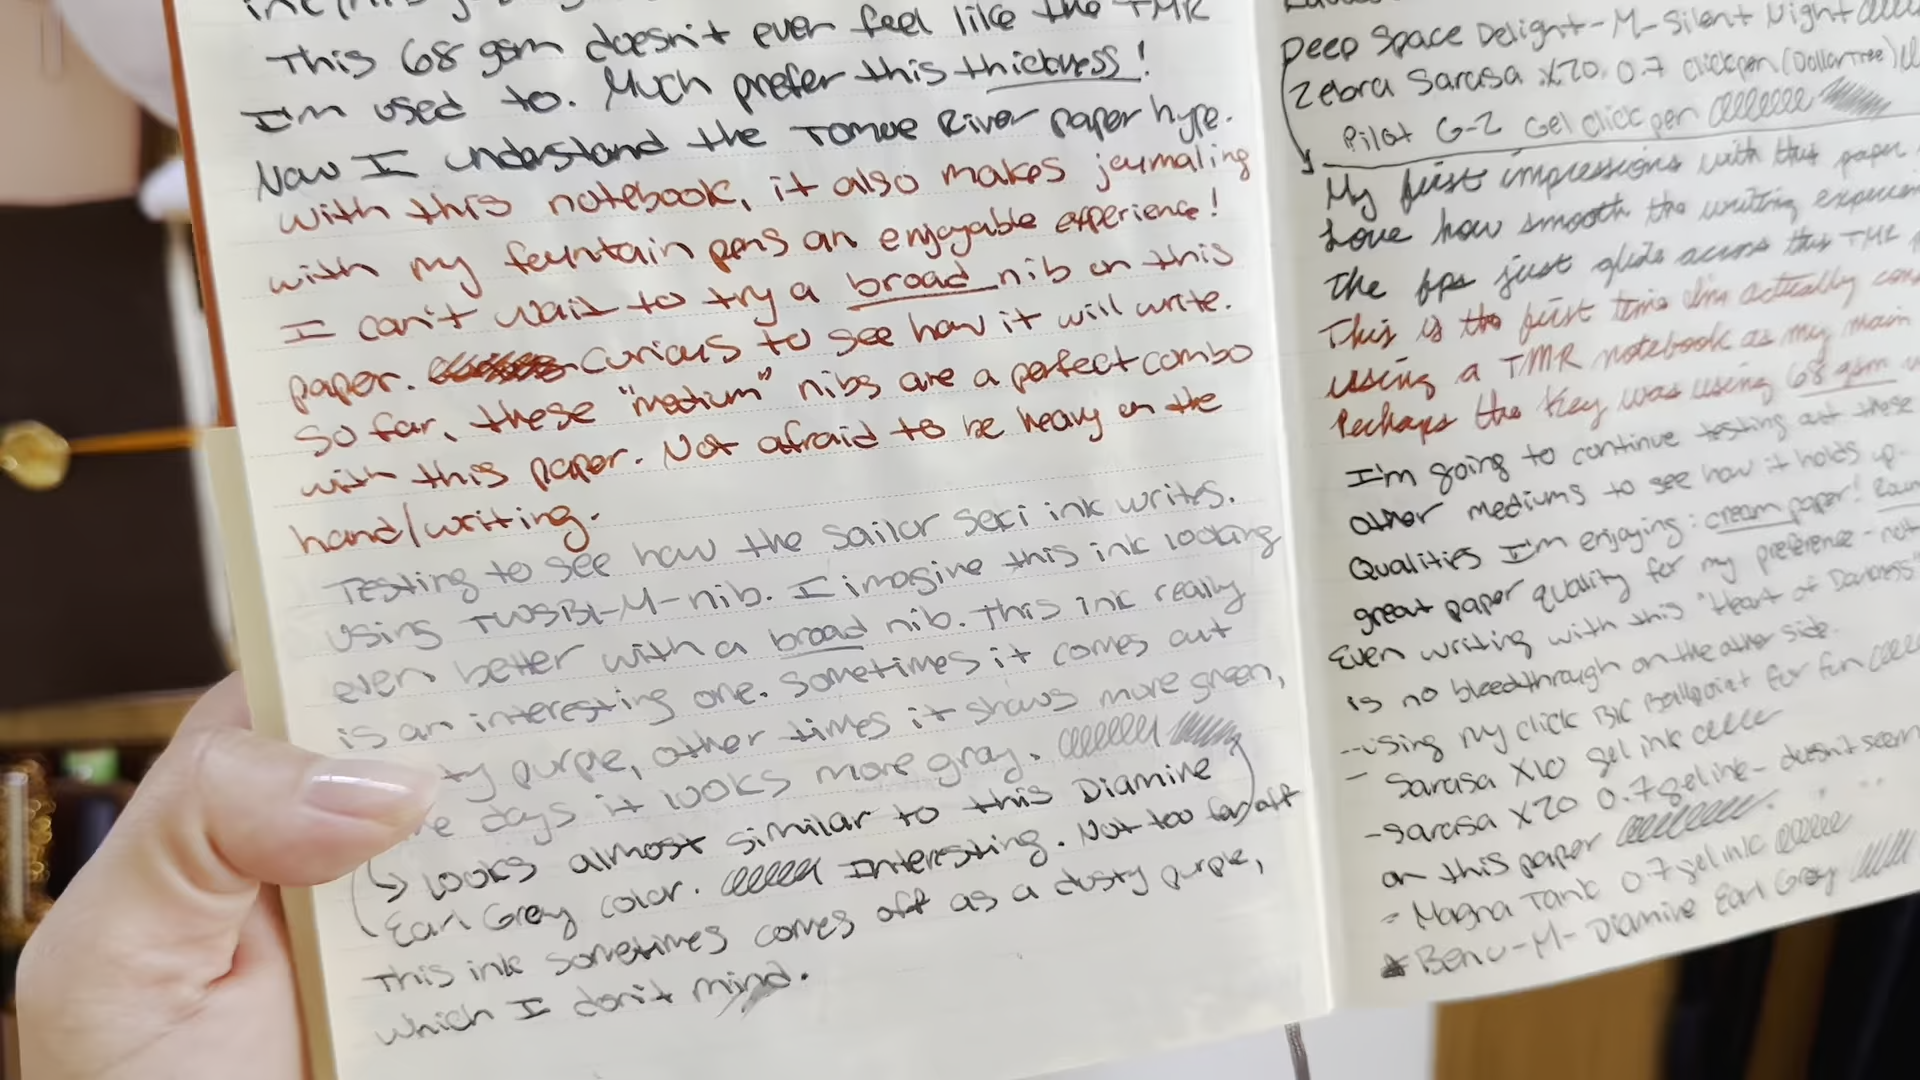 This 68 gsm doesn't ever feel like the TMR
I'm used to. Much prefer this thickness!
Now I understand the Tomoe River paper hype.
With this notebook, it also makes journaling
with my fountain pens an enjoyable experience!
I can't wait to try a broad nib on this
paper. Curious to see how it will write.
So far, these "medium" nibs are a perfect combo
with this paper. Not afraid to be heavy on the
hand/writing.
Testing to see how the Sailor Seki ink writes.
Using TWSBI-M-nib. I imagine this ink looking
even better with a broad nib. This ink really
is an interesting one. Sometimes it comes out
purple, other times it shows more green,
days it looks more gray.
Looks almost similar to this Diamine
Earl Grey color. Interesting. Not too far off
This ink sometimes comes off as a dusty purple,
which I don't mind.
Deep Space Delight-M-Silent Night
Zebra Sarasa X20. 0.7 click pen (Dollar Tree)
Pilot G-2 Gel click pen
My first impressions with this paper
Love how smooth the writing
The fps just glide across this TMR
This is the first time I'm actually
using a TMR notebook as my main
Perhaps the key was using 68 gsm
I'm going to continue testing out these
other mediums to see how it holds up.
Qualities I'm enjoying: cream paper!
great paper quality for my preference - not
Even writing with this "Heart of Darkness"
is no bleedthrough on the other side.
--using my click BIC Ballpoint for fun
- Sarasa X10 gel ink
-Sarasa X20 0.7 gel ink - doesn't seem
on this paper
- Magna Tank 0.7 gel ink
★ Benu-M- Diamine Earl Grey